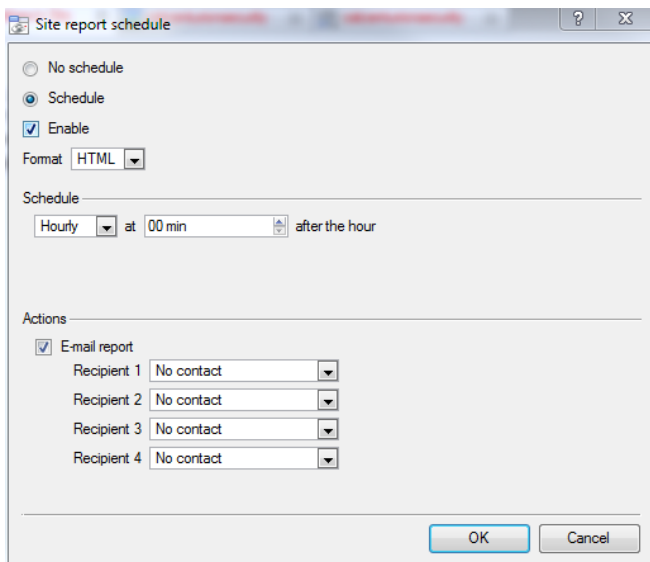 Site report schedule
?
No schedule
Schedule
Enable
Format HTML
Schedule
Hourly at 00 min after the hour
Actions
E-mail report
Recipient 1 No contact
Recipient 2 No contact
Recipient 3 No contact
Recipient 4 No contact
OK Cancel